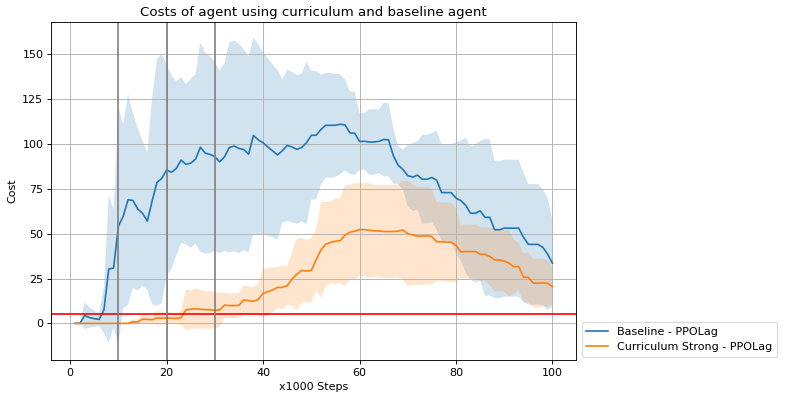 Costs of agent using curriculum and baseline agent
Cost
150
125
100
75
50
25
0
0 20 40 60 80 100
x1000 Steps
Baseline - PPOLag
Curriculum Strong - PPOLag